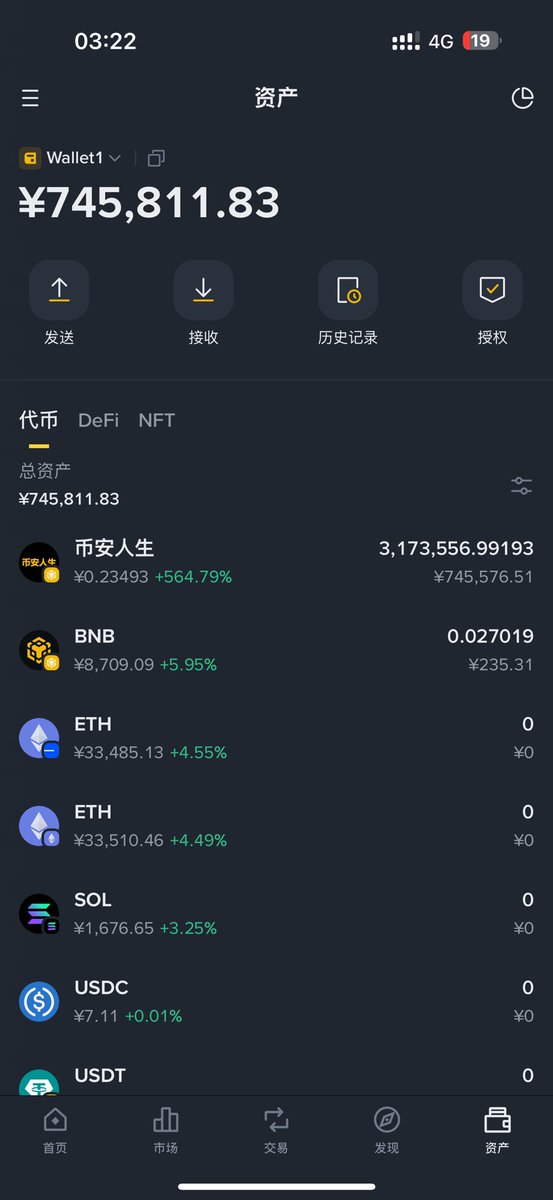 03:22 4G 19
资产
Wallet1
¥745,811.83
发送 接收 历史记录 授权
代币 DeFi NFT
总资产
¥745,811.83
币安人生
币安人生 3,173,556.99193
¥0.23493 +564.79% ¥745,576.51
BNB 0.027019
¥8,709.09 +5.95% ¥235.31
ETH 0
¥33,485.13 +4.55% ¥0
ETH 0
¥33,510.46 +4.49% ¥0
SOL 0
¥1,676.65 +3.25% ¥0
USDC 0
¥7.11 +0.01% ¥0
USDT 0
首页 市场 交易 发现 资产